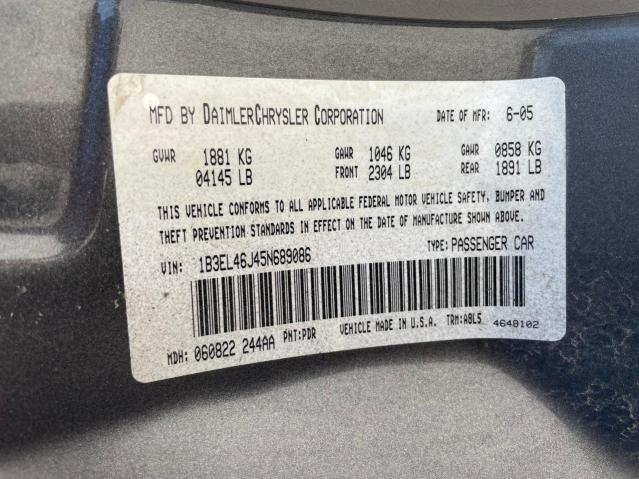 MFD BY DAIMLERCHRYSLER CORPORATION DATE OF MFR: 6-05
GVWR 1881 KG GAWR 1046 KG GAWR 0858 KG
04145 LB FRONT 2304 LB REAR 1891 LB
THIS VEHICLE CONFORMS TO ALL APPLICABLE FEDERAL MOTOR VEHICLE SAFETY, BUMPER AND
THEFT PREVENTION STANDARDS IN EFFECT ON THE DATE OF MANUFACTURE SHOWN ABOVE.
VIN: 1B3EL46J45N689086 TYPE: PASSENGER CAR
MDH: 060822 244AA PNT: PDR VEHICLE MADE IN U.S.A. TRM: A8L5 4648102